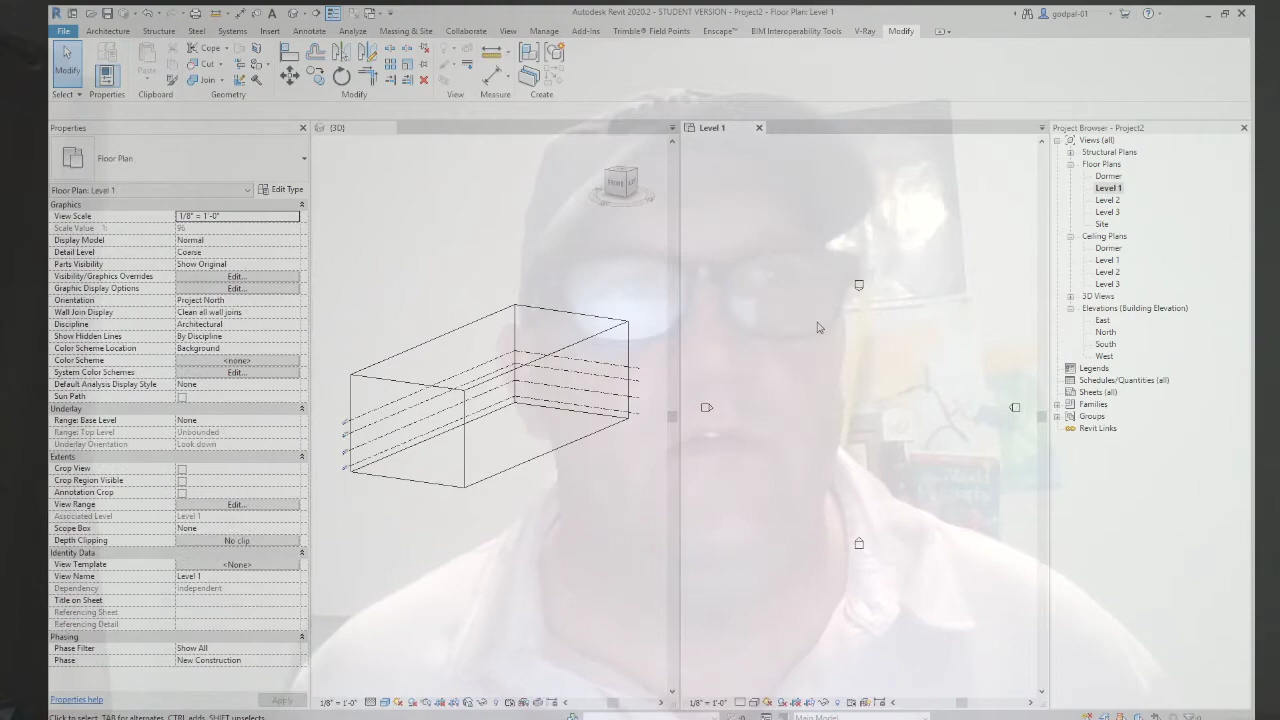 Autodesk Revit 2020.2 - STUDENT VERSION - Project2 - Floor Plan: Level 1
godpal-01
File Architecture Structure Steel Systems Insert Annotate Analyze Massing & Site Collaborate View Manage Add-Ins Trimble® Field Points Enscape™ BIM Interoperability Tools V-Ray Modify
Cope
Modify Paste Cut
Join
Select Properties Clipboard Geometry Modify View Measure Create
Properties
Floor Plan
Floor Plan: Level 1 Edit Type
Graphics
View Scale 1/8" = 1'-0"
Scale Value 1: 96
Display Model Normal
Detail Level Coarse
Parts Visibility Show Original
Visibility/Graphics Overrides Edit...
Graphic Display Options Edit...
Orientation Project North
Wall Join Display Clean all wall joins
Discipline Architectural
Show Hidden Lines By Discipline
Color Scheme Location Background
Color Scheme <none>
System Color Schemes Edit...
Default Analysis Display Style None
Sun Path
Underlay
Range: Base Level None
Range: Top Level Unbounded
Underlay Orientation Look down
Extents
Crop View
Crop Region Visible
Annotation Crop
View Range Edit...
Associated Level Level 1
Scope Box None
Depth Clipping No clip
Identity Data
View Template <None>
View Name Level 1
Dependency Independent
Title on Sheet
Referencing Sheet
Referencing Detail
Phasing
Phase Filter Show All
Phase New Construction
Properties help Apply
{3D}
FRONT
1/8" = 1'-0"
Level 1
1/8" = 1'-0"
Project Browser - Project2
Views (all)
Structural Plans
Floor Plans
Dormer
Level 1
Level 2
Level 3
Site
Ceiling Plans
Dormer
Level 1
Level 2
Level 3
3D Views
Elevations (Building Elevation)
East
North
South
West
Legends
Schedules/Quantities (all)
Sheets (all)
Families
Groups
Revit Links
Click to select, TAB for alternates, CTRL adds, SHIFT unselects.
Main Model